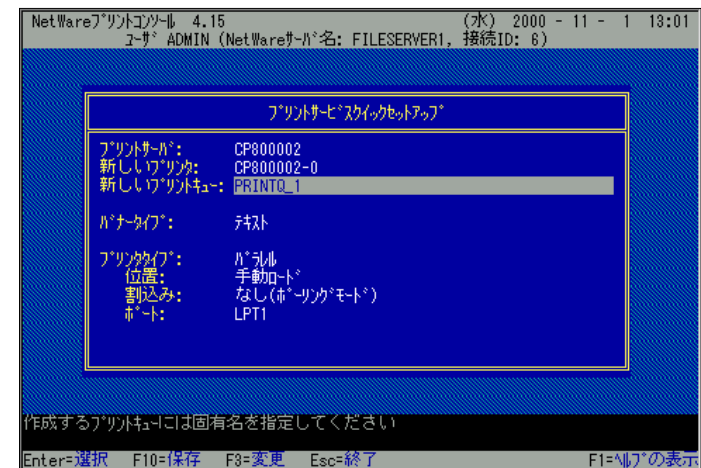 NetWareﾌﾟﾘﾝﾄｺﾝｿｰﾙ 4.15 (水) 2000 - 11 - 1 13:01
ﾕｰｻﾞ ADMIN (NetWareｻｰﾊﾞ名: FILESERVER1, 接続ID: 6)
ﾌﾟﾘﾝﾄｻｰﾋﾞｽｸｲｯｸｾｯﾄｱｯﾌﾟ
ﾌﾟﾘﾝﾄｻｰﾊﾞ: CP800002
新しいﾌﾟﾘﾝﾀ: CP800002-0
新しいﾌﾟﾘﾝﾄｷｭｰ: PRINTQ_1
ﾊﾞﾅｰﾀｲﾌﾟ: ﾃｷｽﾄ
ﾌﾟﾘﾝﾀﾀｲﾌﾟ: ﾊﾟﾗﾚﾙ
位置: 手動ﾛｰﾄﾞ
割込み: なし(ﾎﾟｰﾘﾝｸﾞﾓｰﾄﾞ)
ﾎﾟｰﾄ: LPT1
作成するﾌﾟﾘﾝﾄｷｭｰには固有名を指定してください
Enter=選択 F10=保存 F3=変更 Esc=終了 F1=ﾍﾙﾌﾟの表示